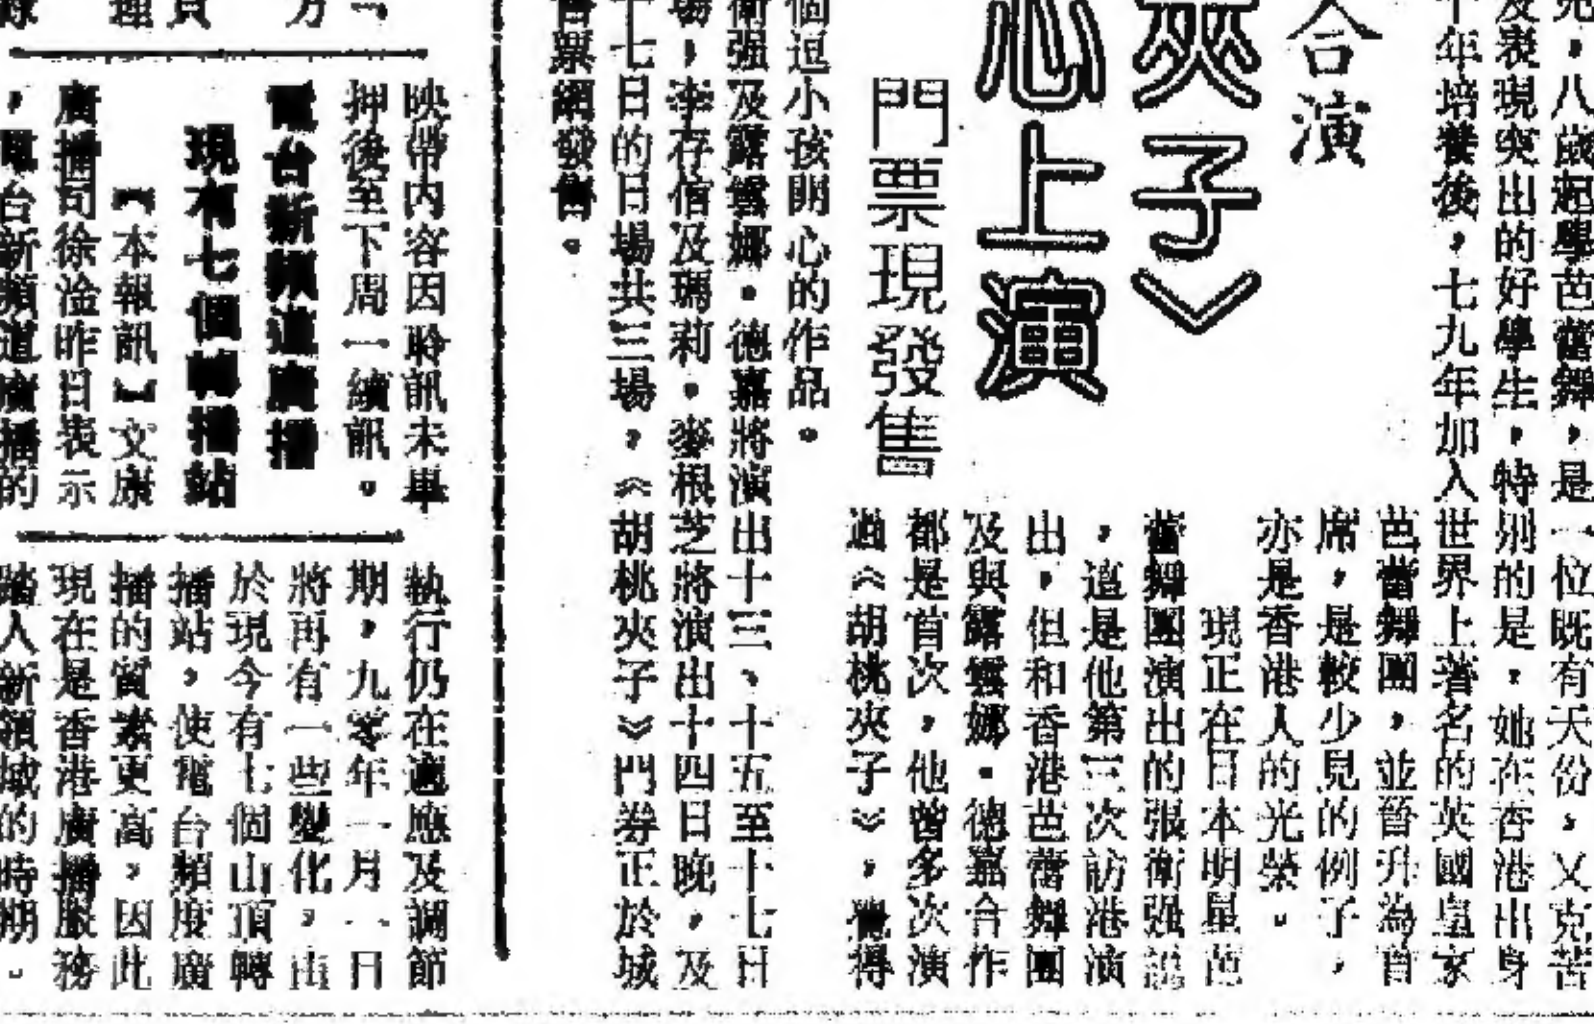 合演
夾子》
心上演
門票現發售』
克,八歲起學芭蕾舞,是一位既有天份,又克苦
及表現突出的好學生,特別的是,她在香港出身
十年培養後,七九年加入世界上著名的英國皇家
芭蕾舞團,並晉升為首
席,是較少見的例子,
亦是香港人的光榮。
現正在日本明星芭
蕾舞團演出的張衛强說
,這是他第三次訪港演
出,但和香港芭蕾舞團
及與露雲娜・德嘉合作
都是首次,他曾多次演
過《胡桃夾子》,覺得
個逗小孩開心的作品。
衛强及露雲娜・德嘉將演出十三、十五至十七日
場,李存信及瑪莉・麥根芝將演出十四日晚,及
十七日的日場共三場,《胡桃夾子》門券正於城
售票網發售。
映帶內容因聆訊未畢
押後至下周一續訊。
電台新頻道廣播
現有七個轉播站
【本報訊】文康
廣播司徐淦昨日表示
,電台新頻道廣播的
執行仍在適應及調節
期,九零年一月一日
將再有一些變化,由
於現今有七個山頂轉
播站,使電台頻度廣
播的質素更高,因此
現在是香港廣播服務
踏入新領域的時期。